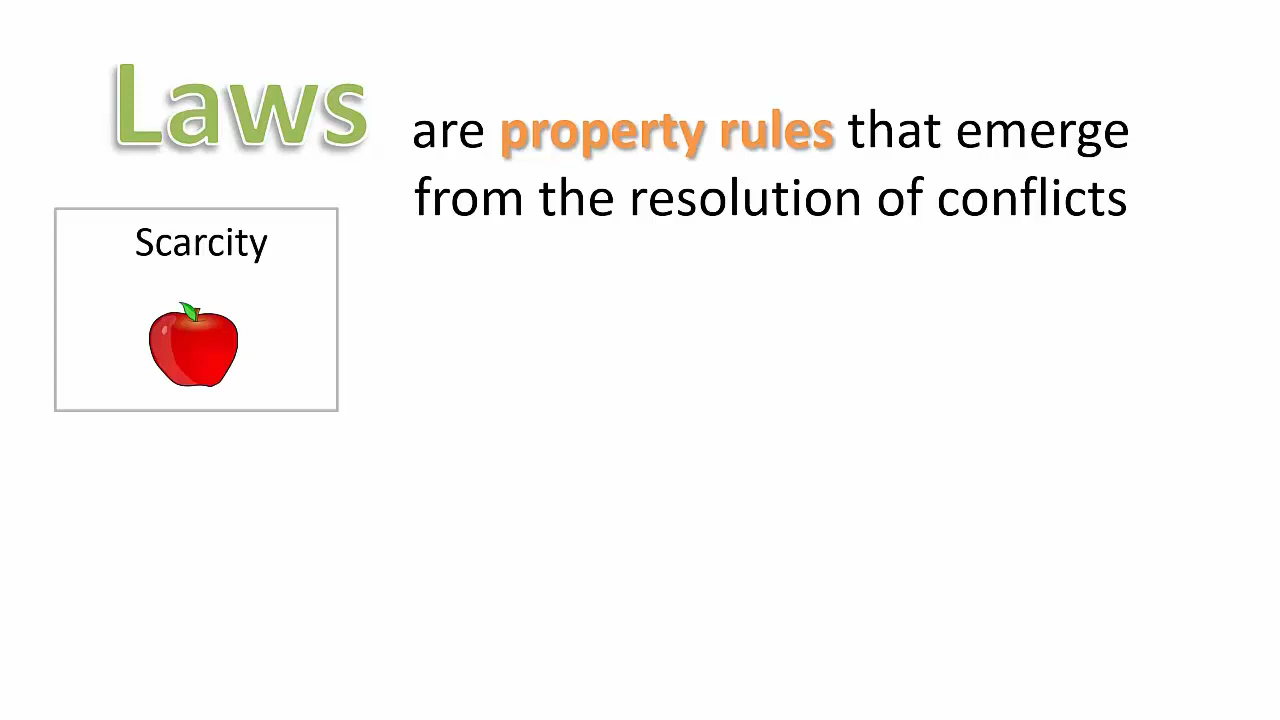 Laws are property rules that emerge
from the resolution of conflicts
Scarcity